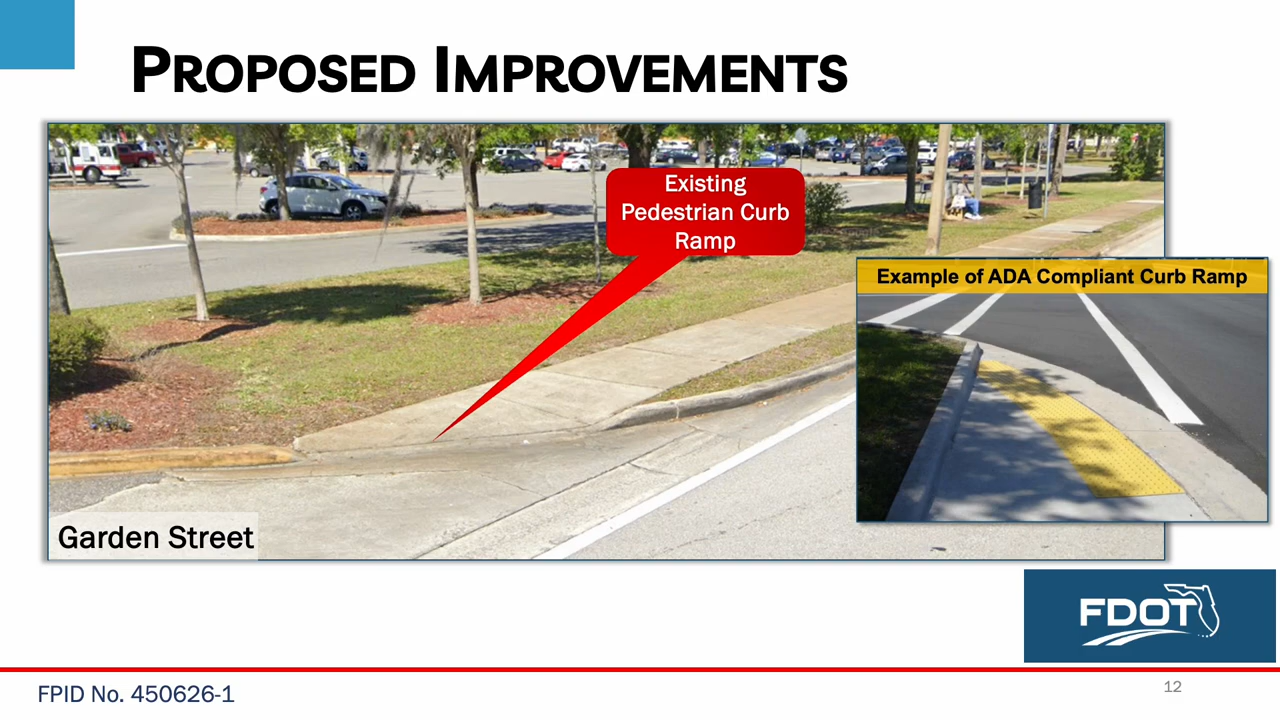 PROPOSED IMPROVEMENTS
Existing
Pedestrian Curb
Ramp
Example of ADA Compliant Curb Ramp
Garden Street
FDOT
FPID No. 450626-1
12